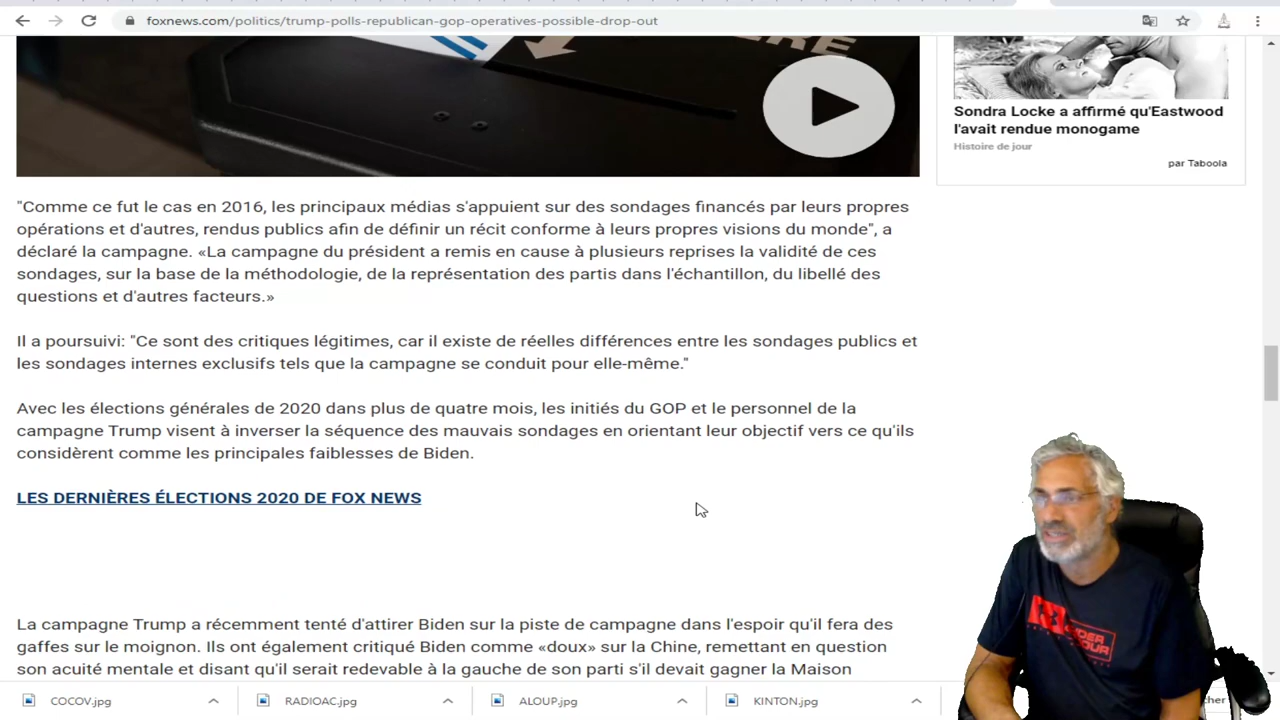 foxnews.com/politics/trump-polls-republican-gop-operatives-possible-drop-out
Sondra Locke a affirmé qu'Eastwood
l'avait rendue monogame
Histoire de jour
par Taboola
"Comme ce fut le cas en 2016, les principaux médias s'appuient sur des sondages financés par leurs propres
opérations et d'autres, rendus publics afin de définir un récit conforme à leurs propres visions du monde", a
déclaré la campagne. «La campagne du président a remis en cause à plusieurs reprises la validité de ces
sondages, sur la base de la méthodologie, de la représentation des partis dans l'échantillon, du libellé des
questions et d'autres facteurs.»
Il a poursuivi: "Ce sont des critiques légitimes, car il existe de réelles différences entre les sondages publics et
les sondages internes exclusifs tels que la campagne se conduit pour elle-même."
Avec les élections générales de 2020 dans plus de quatre mois, les initiés du GOP et le personnel de la
campagne Trump visent à inverser la séquence des mauvais sondages en orientant leur objectif vers ce qu'ils
considèrent comme les principales faiblesses de Biden.
LES DERNIÈRES ÉLECTIONS 2020 DE FOX NEWS
La campagne Trump a récemment tenté d'attirer Biden sur la piste de campagne dans l'espoir qu'il fera des
gaffes sur le moignon. Ils ont également critiqué Biden comme «doux» sur la Chine, remettant en question
son acuité mentale et disant qu'il serait redevable à la gauche de son parti s'il devait gagner la Maison
COCOV.jpg
RADIOAC.jpg
ALOUP.jpg
KINTON.jpg